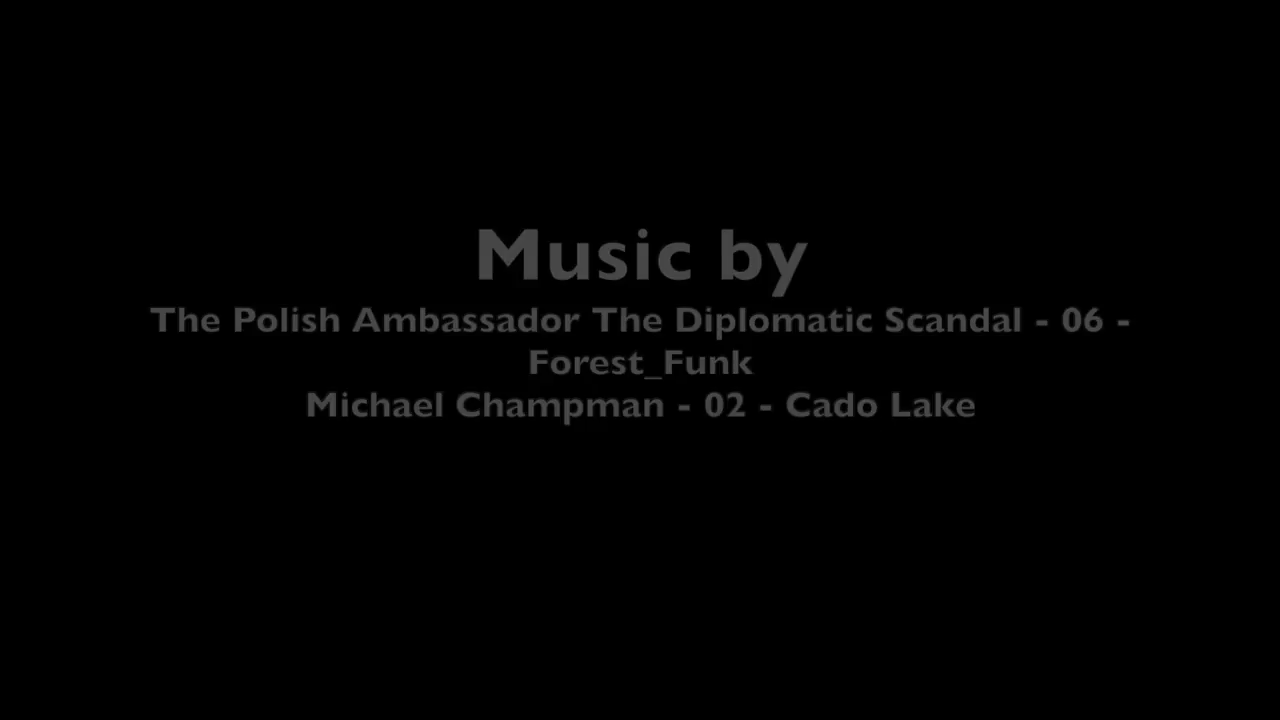 Music by
The Polish Ambassador The Diplomatic Scandal - 06 -
Forest_Funk
Michael Champman - 02 - Cado Lake